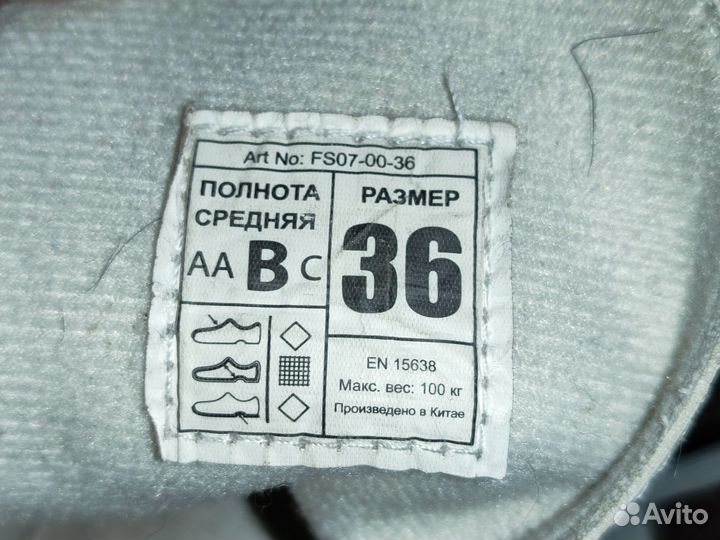 Art No: FS07-00-36
ПОЛНОТА
СРЕДНЯЯ
AA B C
РАЗМЕР
36
EN 15638
Макс. вес: 100 кг
Произведено в Китае
Avito